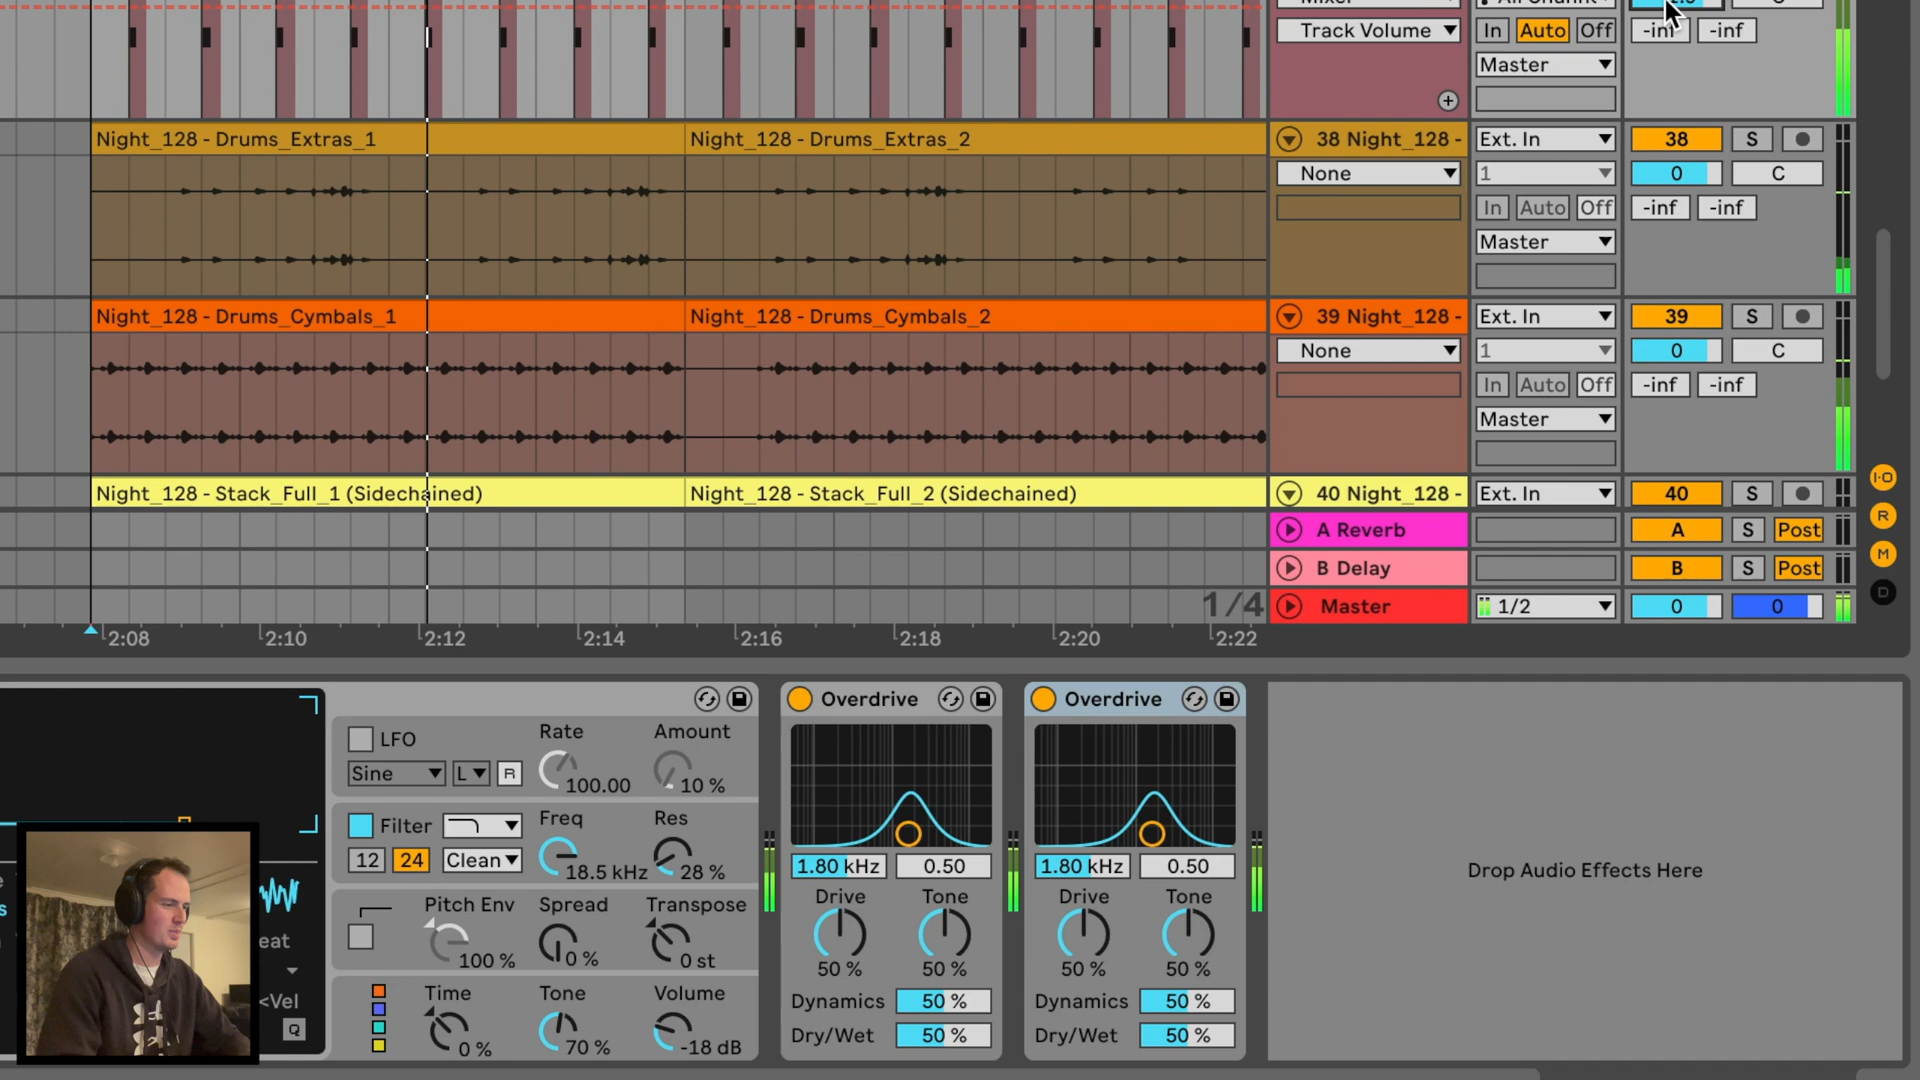 Track Volume In Auto Off -inf -inf
Master
Night_128 - Drums_Extras_1 Night_128 - Drums_Extras_2 38 Night_128 - Ext. In 38 S
None 1 0 C
In Auto Off -inf -inf
Master
Night_128 - Drums_Cymbals_1 Night_128 - Drums_Cymbals_2 39 Night_128 - Ext. In 39 S
None 1 0 C
In Auto Off -inf -inf
Master
Night_128 - Stack_Full_1 (Sidechained) Night_128 - Stack_Full_2 (Sidechained) 40 Night_128 - Ext. In 40 S
I·O
A Reverb A S Post
R
B Delay B S Post
M
1/4 Master 1/2 0 0
D
2:08 2:10 2:12 2:14 2:16 2:18 2:20 2:22
LFO Rate Amount
Sine L R 100.00 10 %
Filter Freq Res
12 24 Clean 18.5 kHz 28 %
Pitch Env Spread Transpose
100 % 0 % 0 st
Time Tone Volume
0 % 70 % -18 dB
<Vel
Q
Overdrive
1.80 kHz 0.50
Drive Tone
50 % 50 %
Dynamics 50 %
Dry/Wet 50 %
Overdrive
1.80 kHz 0.50
Drive Tone
50 % 50 %
Dynamics 50 %
Dry/Wet 50 %
Drop Audio Effects Here